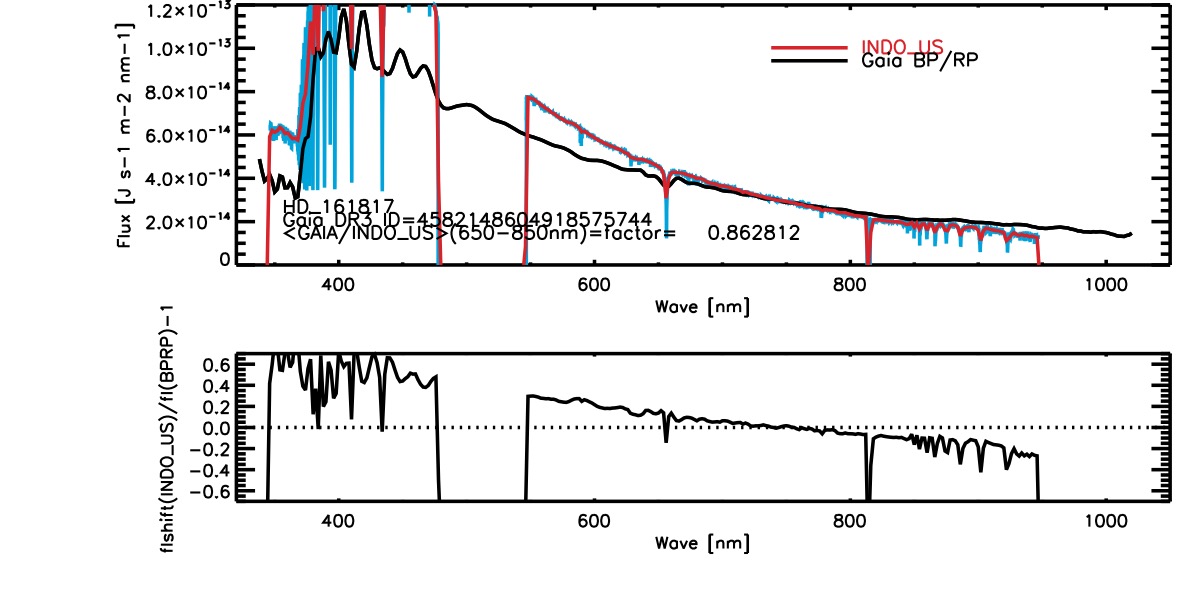 1.2×10⁻¹³
1.0×10⁻¹³
8.0×10⁻¹⁴
6.0×10⁻¹⁴
4.0×10⁻¹⁴
2.0×10⁻¹⁴
0
Flux [J s−1 m−2 nm−1]
INDO_US
Gaia BP/RP
HD_161817
Gaia DR3 ID=4582148604918575744
<GAIA/INDO_US>(650−850nm)=factor= 0.862812
400 600 800 1000
Wave [nm]
0.6
0.4
0.2
0.0
−0.2
−0.4
−0.6
flshift(INDO_US)/fl(BPRP)−1
400 600 800 1000
Wave [nm]